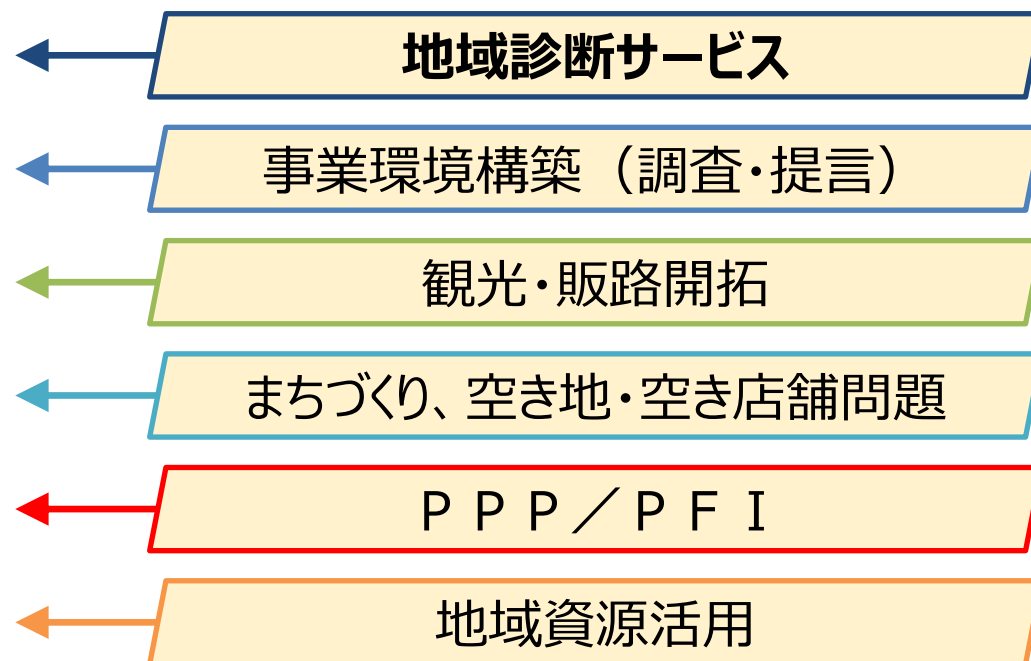 地域診断サービス
事業環境構築（調査・提言）
観光・販路開拓
まちづくり、空き地・空き店舗問題
ＰＰＰ／ＰＦＩ
地域資源活用